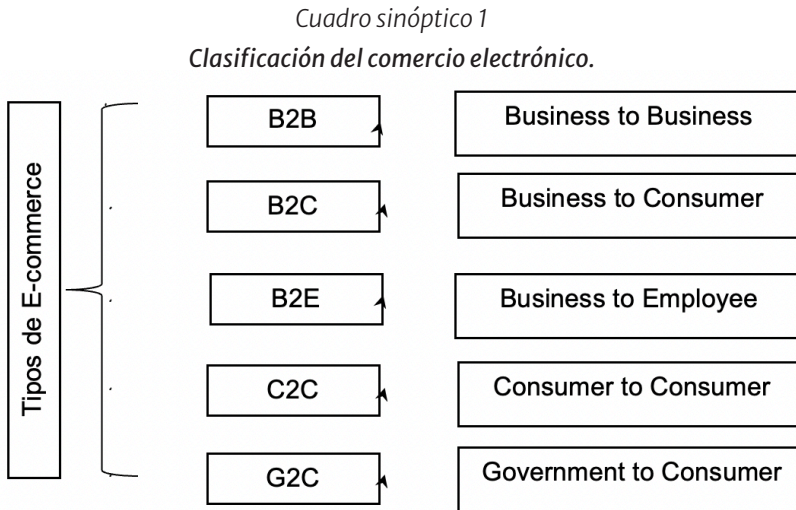 Cuadro sinóptico 1
Clasificación del comercio electrónico.
Tipos de E-commerce
B2B
Business to Business
B2C
Business to Consumer
B2E
Business to Employee
C2C
Consumer to Consumer
G2C
Government to Consumer